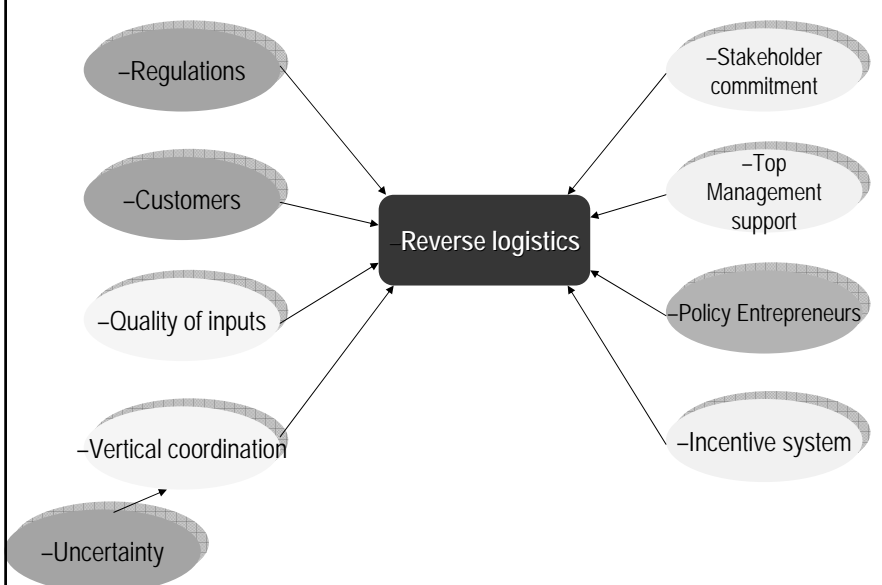 –Regulations
–Customers
–Quality of inputs
–Vertical coordination
–Uncertainty
–Reverse logistics
–Stakeholder
commitment
–Top
Management
support
–Policy Entrepreneurs
–Incentive system